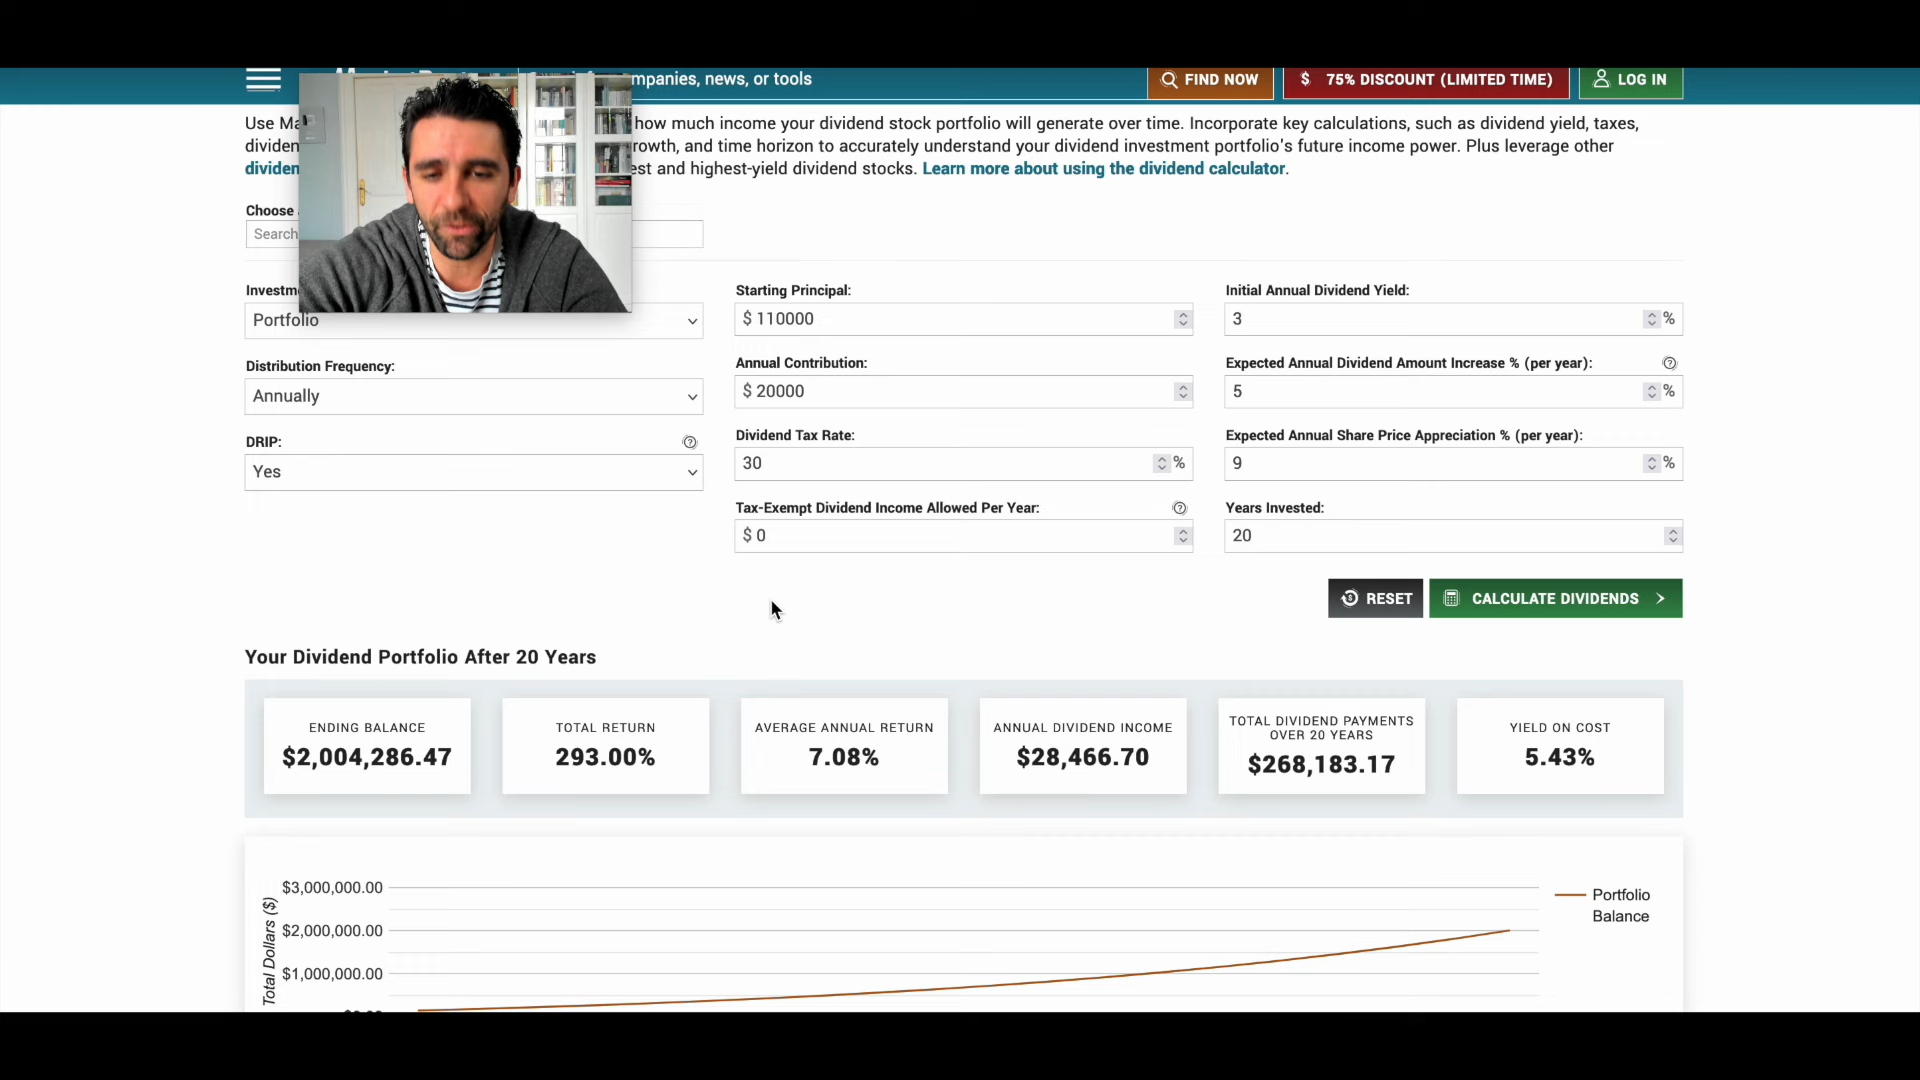 mpanies, news, or tools
FIND NOW
$ 75% DISCOUNT (LIMITED TIME)
LOG IN
Use Ma how much income your dividend stock portfolio will generate over time. Incorporate key calculations, such as dividend yield, taxes,
dividen rowth, and time horizon to accurately understand your dividend investment portfolio's future income power. Plus leverage other
dividen est and highest-yield dividend stocks. Learn more about using the dividend calculator.
Choose
Search
Investme
Portfolio
Distribution Frequency:
Annually
DRIP:
Yes
Starting Principal:
$ 110000
Annual Contribution:
$ 20000
Dividend Tax Rate:
30 %
Tax-Exempt Dividend Income Allowed Per Year:
$ 0
Initial Annual Dividend Yield:
3 %
Expected Annual Dividend Amount Increase % (per year):
5 %
Expected Annual Share Price Appreciation % (per year):
9 %
Years Invested:
20
RESET
CALCULATE DIVIDENDS
Your Dividend Portfolio After 20 Years
ENDING BALANCE
$2,004,286.47
TOTAL RETURN
293.00%
AVERAGE ANNUAL RETURN
7.08%
ANNUAL DIVIDEND INCOME
$28,466.70
TOTAL DIVIDEND PAYMENTS
OVER 20 YEARS
$268,183.17
YIELD ON COST
5.43%
Total Dollars ($)
$3,000,000.00
$2,000,000.00
$1,000,000.00
Portfolio
Balance